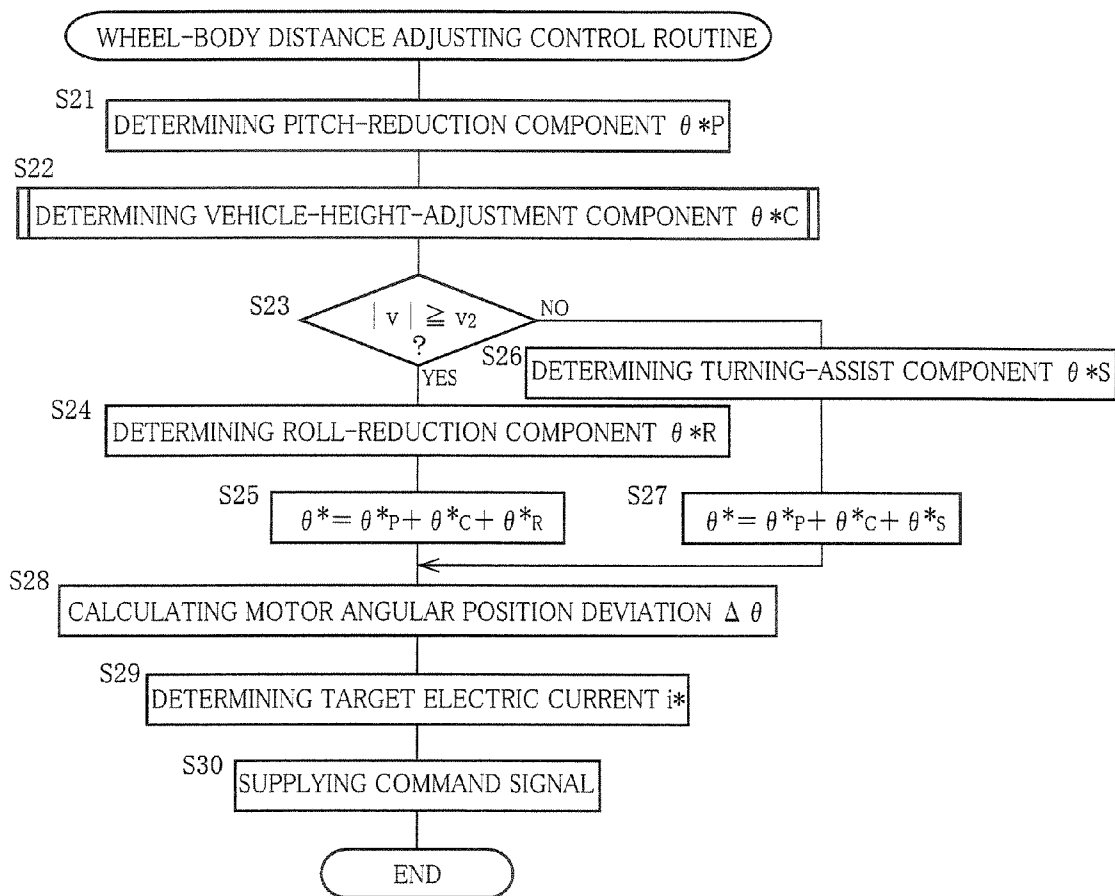 WHEEL-BODY DISTANCE ADJUSTING CONTROL ROUTINE
S21
DETERMINING PITCH-REDUCTION COMPONENT θ*P
S22
DETERMINING VEHICLE-HEIGHT-ADJUSTMENT COMPONENT θ*C
S23
| v | ≧ v2
?
NO
YES
S26
DETERMINING TURNING-ASSIST COMPONENT θ*S
S24
DETERMINING ROLL-REDUCTION COMPONENT θ*R
S25
θ*= θ*P+ θ*C+ θ*R
S27
θ*= θ*P+ θ*C+ θ*S
S28
CALCULATING MOTOR ANGULAR POSITION DEVIATION Δ θ
S29
DETERMINING TARGET ELECTRIC CURRENT i*
S30
SUPPLYING COMMAND SIGNAL
END